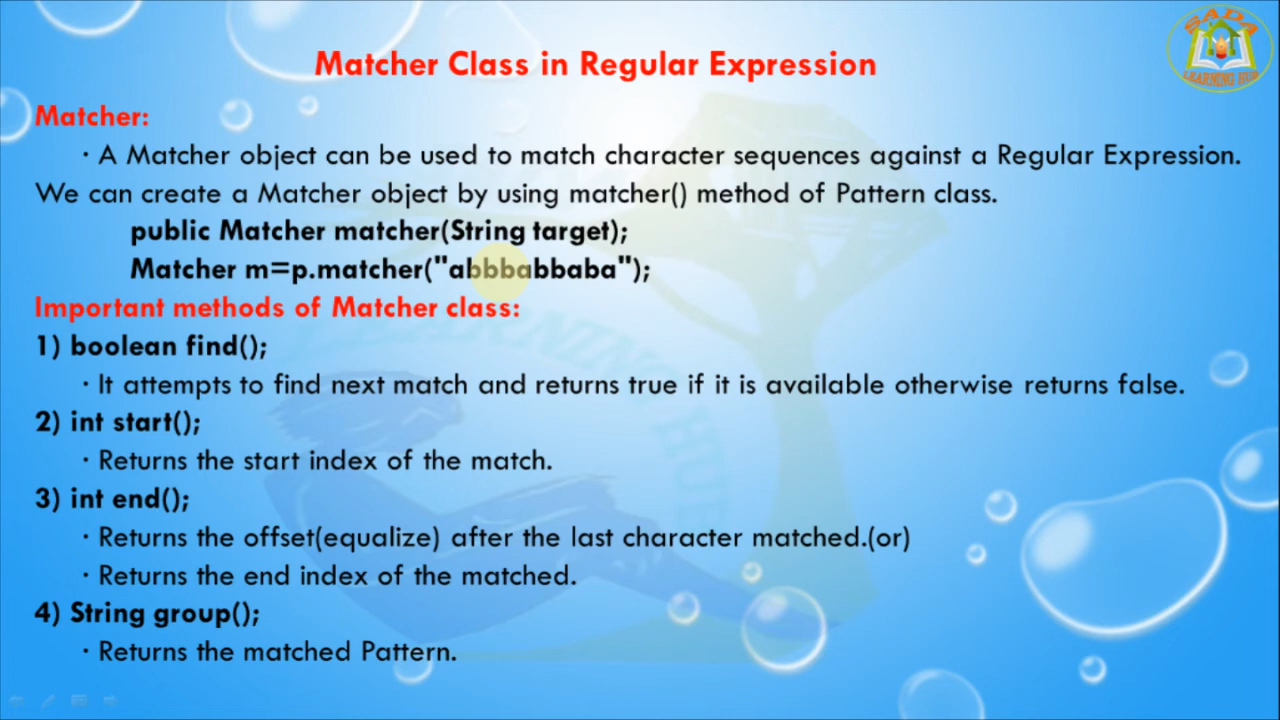 SADA
LEARNING HUB
Matcher Class in Regular Expression
Matcher:
· A Matcher object can be used to match character sequences against a Regular Expression.
We can create a Matcher object by using matcher() method of Pattern class.
public Matcher matcher(String target);
Matcher m=p.matcher("abbbabbaba");
Important methods of Matcher class:
1) boolean find();
· It attempts to find next match and returns true if it is available otherwise returns false.
2) int start();
· Returns the start index of the match.
3) int end();
· Returns the offset(equalize) after the last character matched.(or)
· Returns the end index of the matched.
4) String group();
· Returns the matched Pattern.
LEARNING HUB